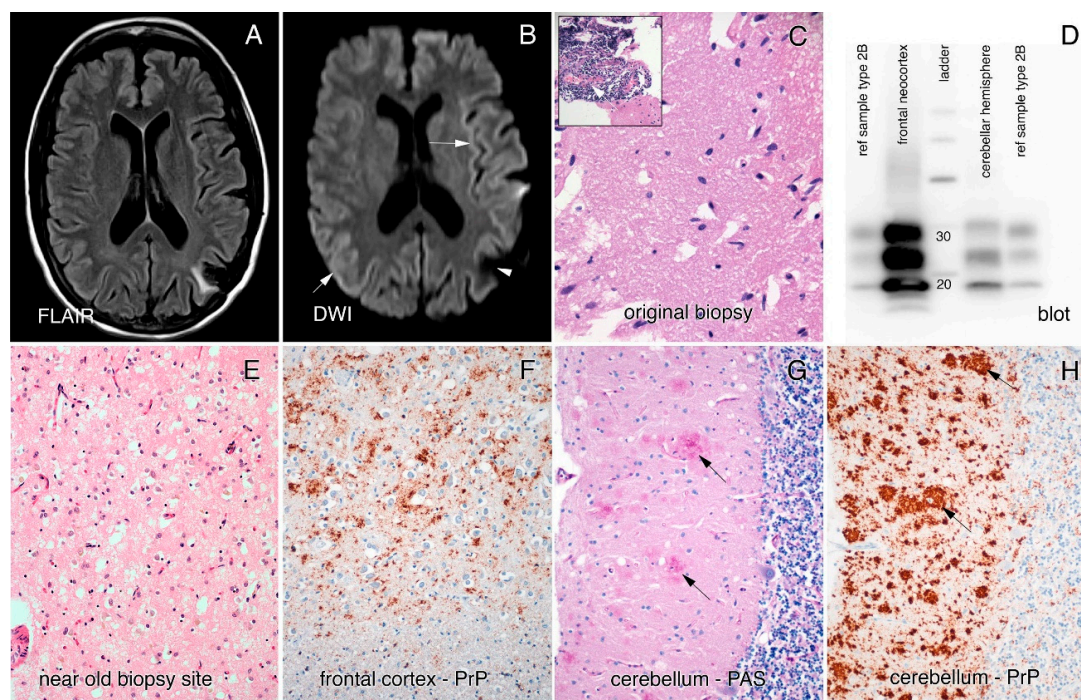 A
FLAIR
B
DWI
C
original biopsy
D
ref sample type 2B
frontal neocortex
ladder
cerebellar hemisphere
ref sample type 2B
30
20
blot
E
near old biopsy site
F
frontal cortex - PrP
G
cerebellum - PAS
H
cerebellum - PrP